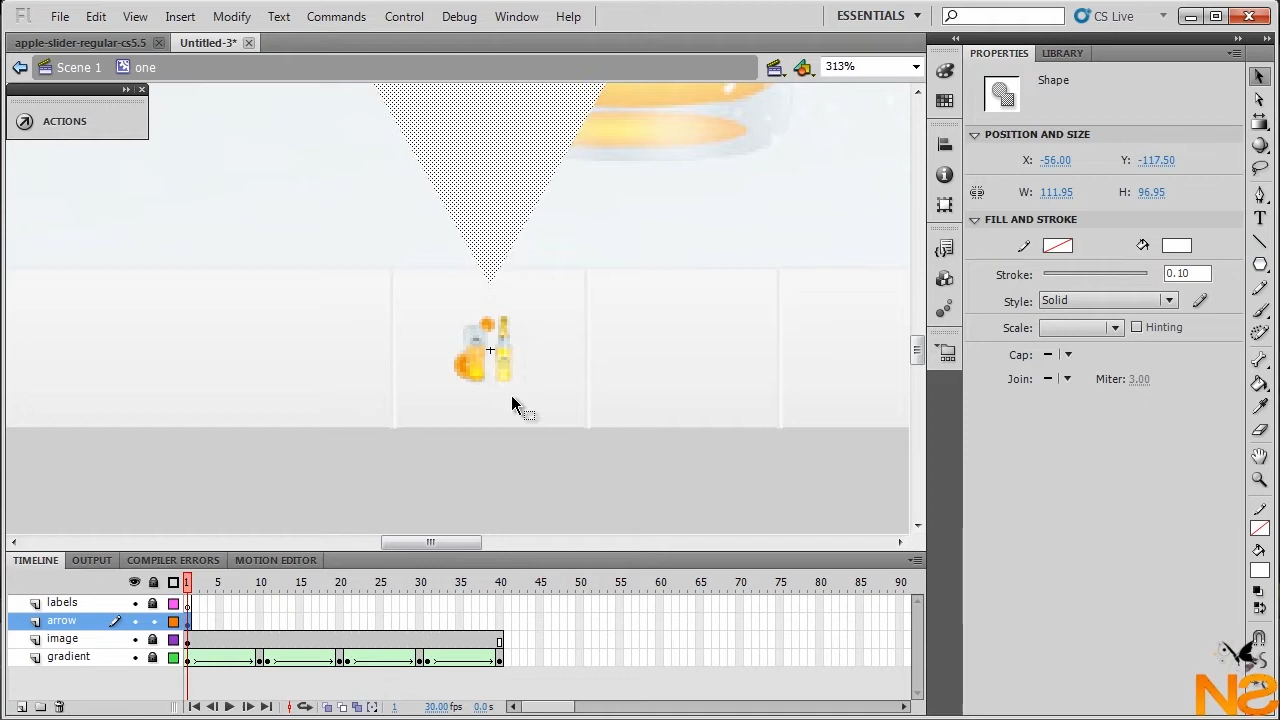 Fl File Edit View Insert Modify Text Commands Control Debug Window Help ESSENTIALS CS Live
apple-slider-regular-cs5.5 Untitled-3*
Scene 1 one 313%
ACTIONS
PROPERTIES LIBRARY
Shape
POSITION AND SIZE
X: -56.00 Y: -117.50
W: 111.95 H: 96.95
FILL AND STROKE
Stroke: 0.10
Style: Solid
Scale: Hinting
Cap:
Join: Miter: 3.00
TIMELINE OUTPUT COMPILER ERRORS MOTION EDITOR
1 5 10 15 20 25 30 35 40 45 50 55 60 65 70 75 80 85 90
labels
arrow
image
gradient
1 30.00 fps 0.0 s
NS